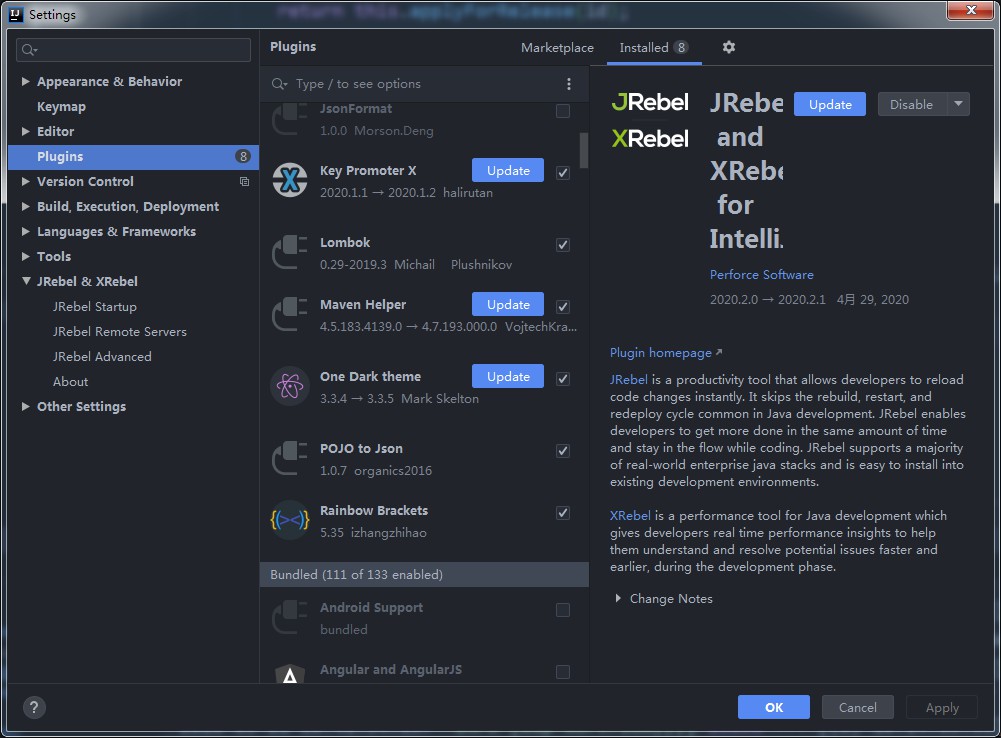 return this.applyForRelease(id);
Settings
Appearance & Behavior
Keymap
Editor
Plugins 8
Version Control
Build, Execution, Deployment
Languages & Frameworks
Tools
JRebel & XRebel
JRebel Startup
JRebel Remote Servers
JRebel Advanced
About
Other Settings
Plugins
Marketplace
Installed 8
Type / to see options
JsonFormat
1.0.0 Morson.Deng
Key Promoter X
Update
2020.1.1 → 2020.1.2 halirutan
Lombok
0.29-2019.3 Michail Plushnikov
Maven Helper
Update
4.5.183.4139.0 → 4.7.193.000.0 VojtechKra...
One Dark theme
Update
3.3.4 → 3.3.5 Mark Skelton
POJO to Json
1.0.7 organics2016
Rainbow Brackets
5.35 izhangzhihao
Bundled (111 of 133 enabled)
Android Support
bundled
Angular and AngularJS
JRebel
XRebel
JRebe
and
XRebe
for
Intelli.
Update
Disable
Perforce Software
2020.2.0 → 2020.2.1 4月 29, 2020
Plugin homepage
JRebel is a productivity tool that allows developers to reload
code changes instantly. It skips the rebuild, restart, and
redeploy cycle common in Java development. JRebel enables
developers to get more done in the same amount of time
and stay in the flow while coding. JRebel supports a majority
of real-world enterprise java stacks and is easy to install into
existing development environments.
XRebel is a performance tool for Java development which
gives developers real time performance insights to help
them understand and resolve potential issues faster and
earlier, during the development phase.
Change Notes
?
OK
Cancel
Apply